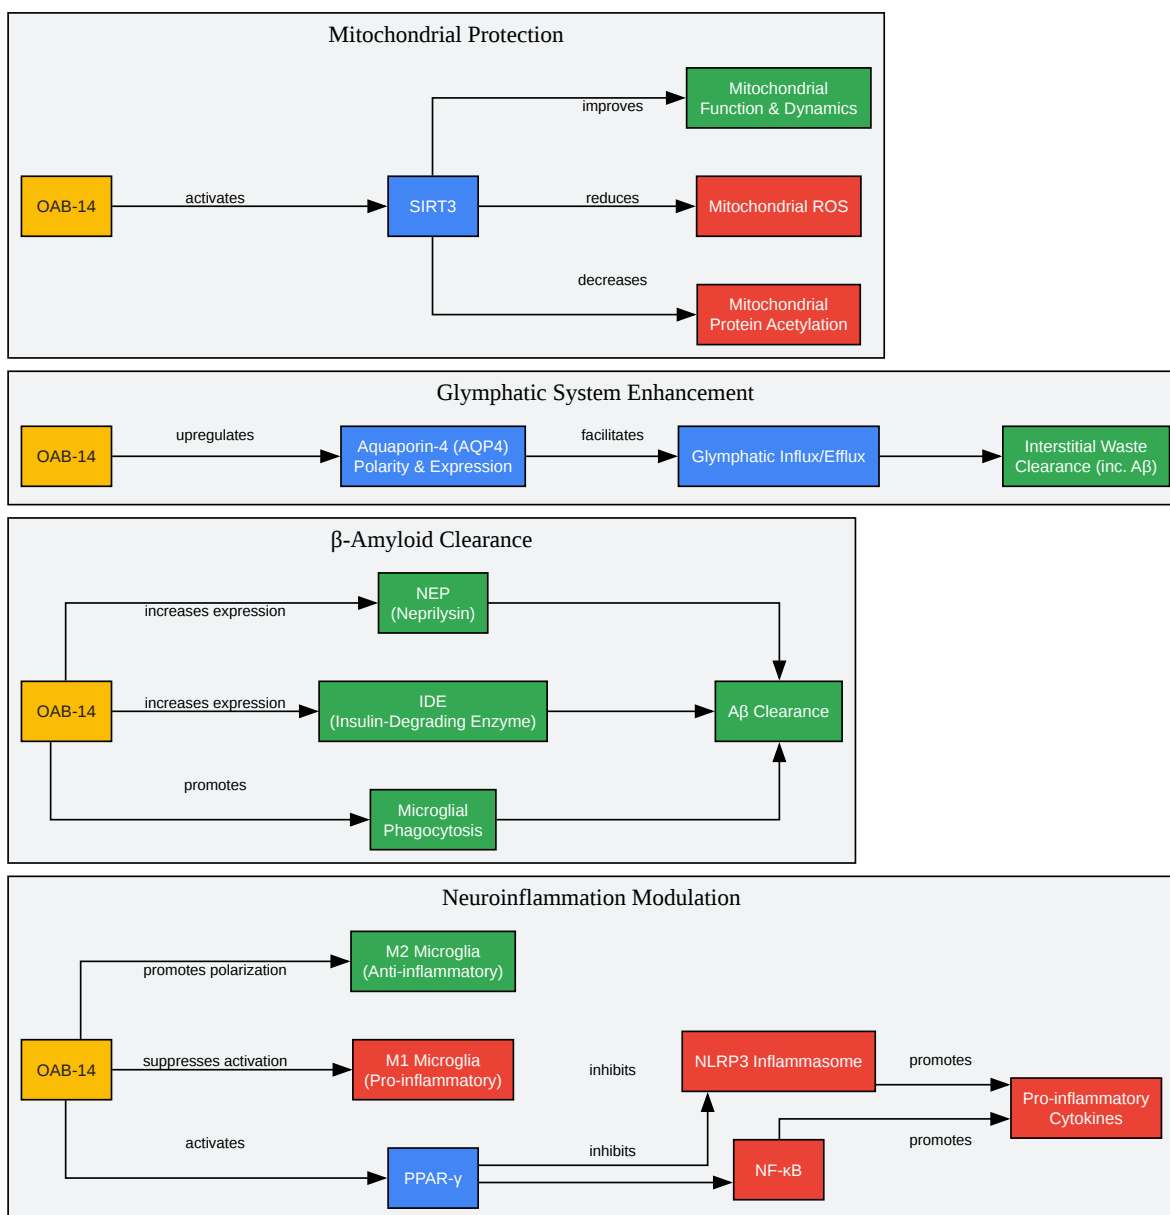 Mitochondrial Protection
Mitochondrial
Function & Dynamics
improves
OAB-14
activates
SIRT3
reduces
Mitochondrial ROS
decreases
Mitochondrial
Protein Acetylation
Glymphatic System Enhancement
OAB-14
upregulates
Aquaporin-4 (AQP4)
Polarity & Expression
facilitates
Glymphatic Influx/Efflux
Interstitial Waste
Clearance (inc. Aβ)
β-Amyloid Clearance
NEP
(Neprilysin)
increases expression
OAB-14
increases expression
IDE
(Insulin-Degrading Enzyme)
Aβ Clearance
promotes
Microglial
Phagocytosis
Neuroinflammation Modulation
M2 Microglia
(Anti-inflammatory)
promotes polarization
OAB-14
suppresses activation
M1 Microglia
(Pro-inflammatory)
inhibits
NLRP3 Inflammasome
promotes
Pro-inflammatory
Cytokines
activates
PPAR-γ
inhibits
NF-κB
promotes